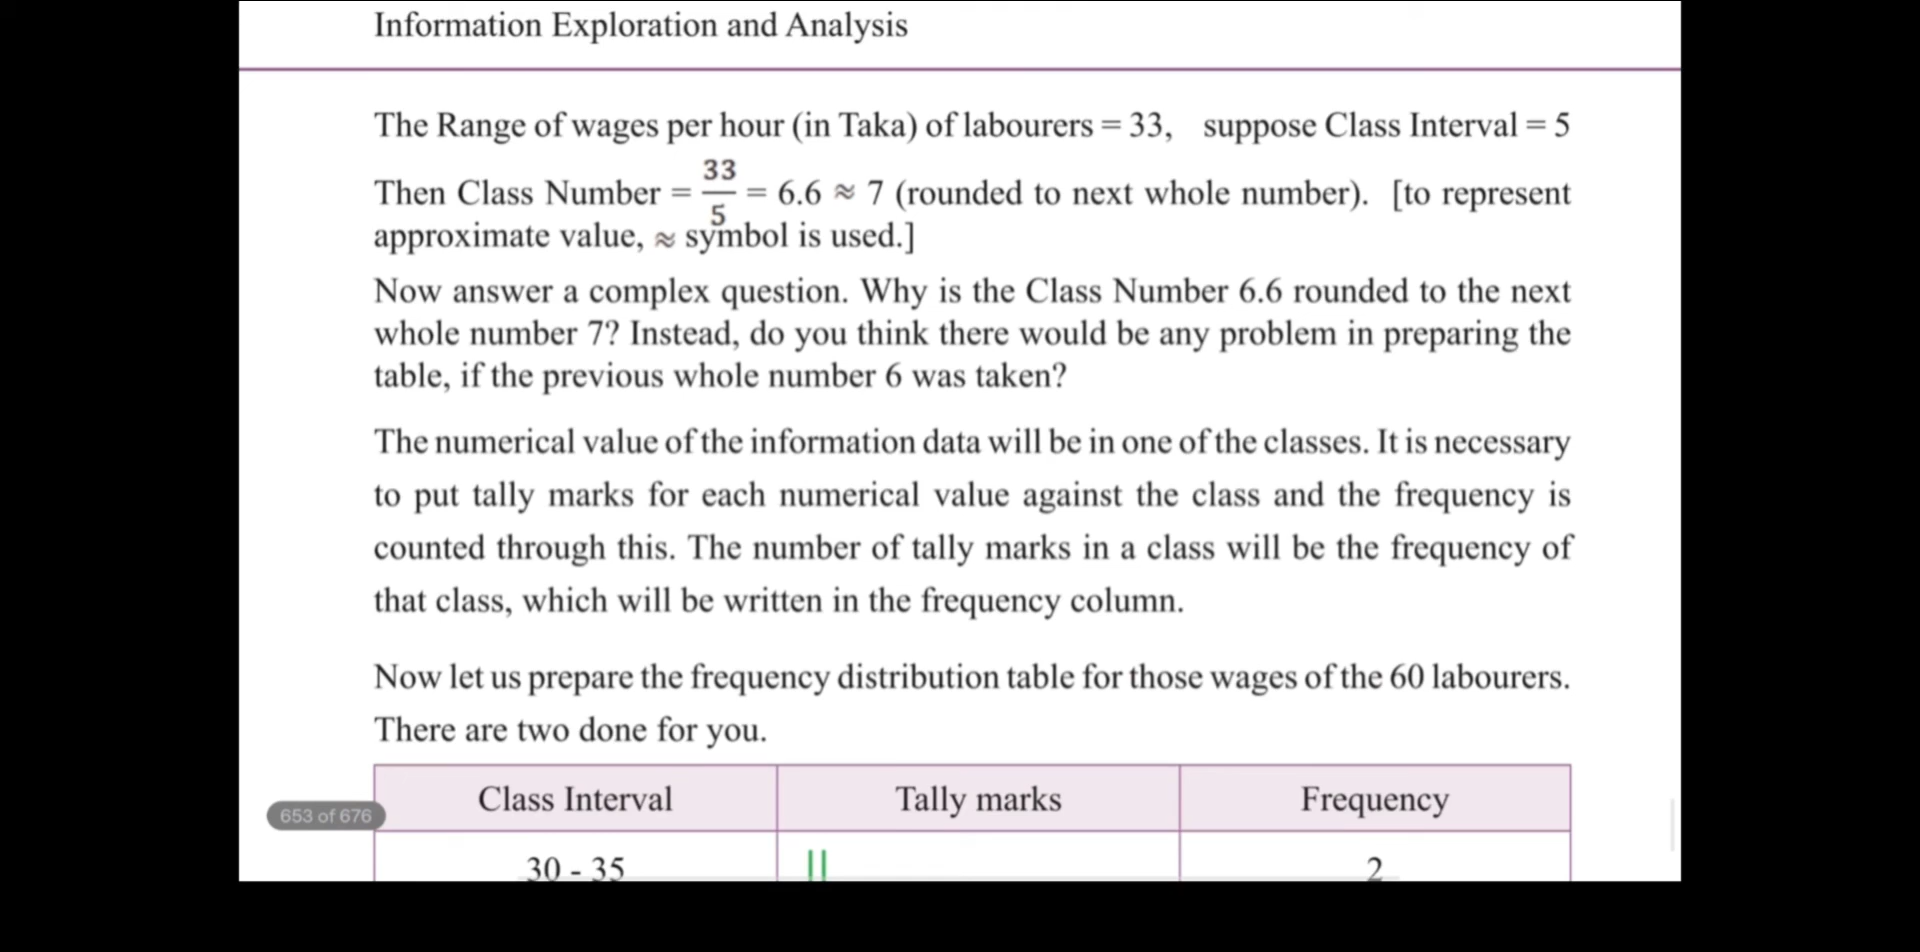 Information Exploration and Analysis
The Range of wages per hour (in Taka) of labourers = 33, suppose Class Interval = 5
Then Class Number = 33/5 = 6.6 ≈ 7 (rounded to next whole number). [to represent
approximate value, ≈ symbol is used.]
Now answer a complex question. Why is the Class Number 6.6 rounded to the next
whole number 7? Instead, do you think there would be any problem in preparing the
table, if the previous whole number 6 was taken?
The numerical value of the information data will be in one of the classes. It is necessary
to put tally marks for each numerical value against the class and the frequency is
counted through this. The number of tally marks in a class will be the frequency of
that class, which will be written in the frequency column.
Now let us prepare the frequency distribution table for those wages of the 60 labourers.
There are two done for you.
Class Interval Tally marks Frequency
653 of 676
30 - 35 || 2